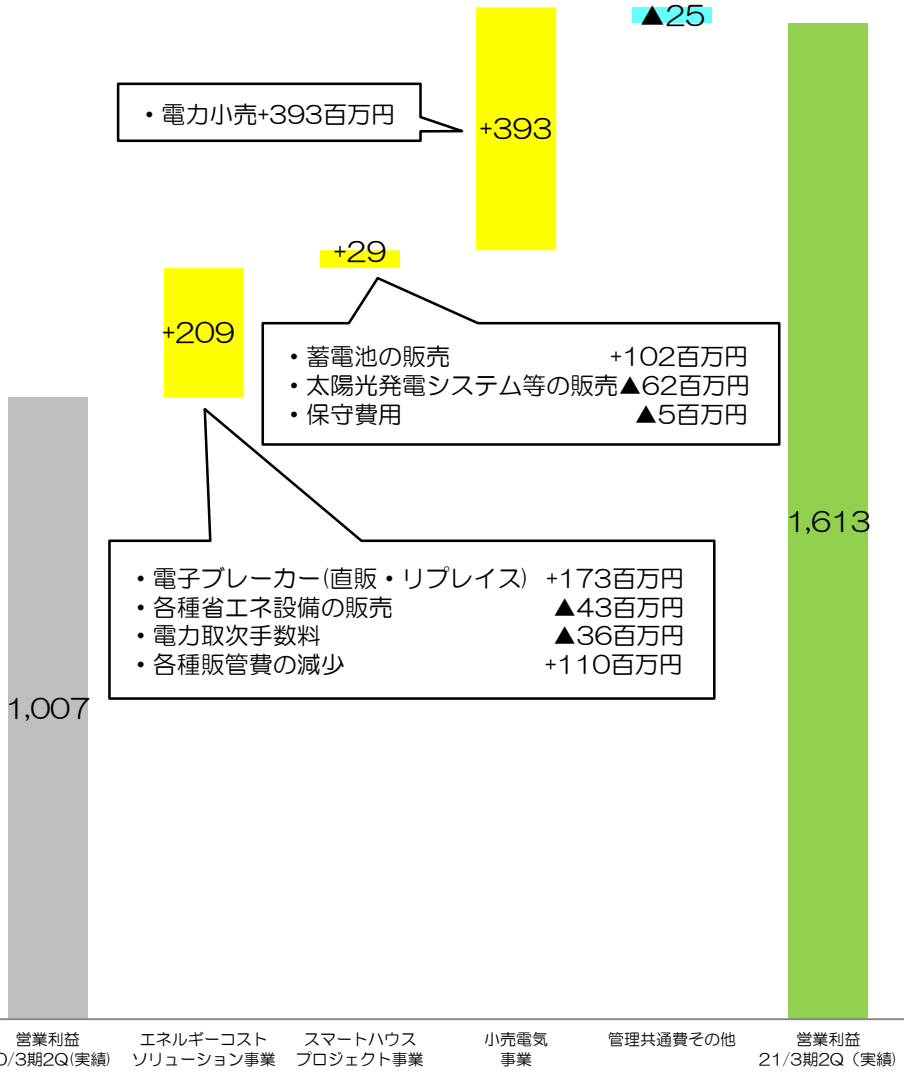 ▲25
・電力小売+393百万円
+393
+29
+209
・蓄電池の販売 +102百万円
・太陽光発電システム等の販売▲62百万円
・保守費用 ▲5百万円
1,613
・電子ブレーカー(直販・リプレイス) +173百万円
・各種省エネ設備の販売 ▲43百万円
・電力取次手数料 ▲36百万円
・各種販管費の減少 +110百万円
1,007
営業利益
0/3期2Q(実績)
エネルギーコスト
ソリューション事業
スマートハウス
プロジェクト事業
小売電気
事業
管理共通費その他
営業利益
21/3期2Q（実績）